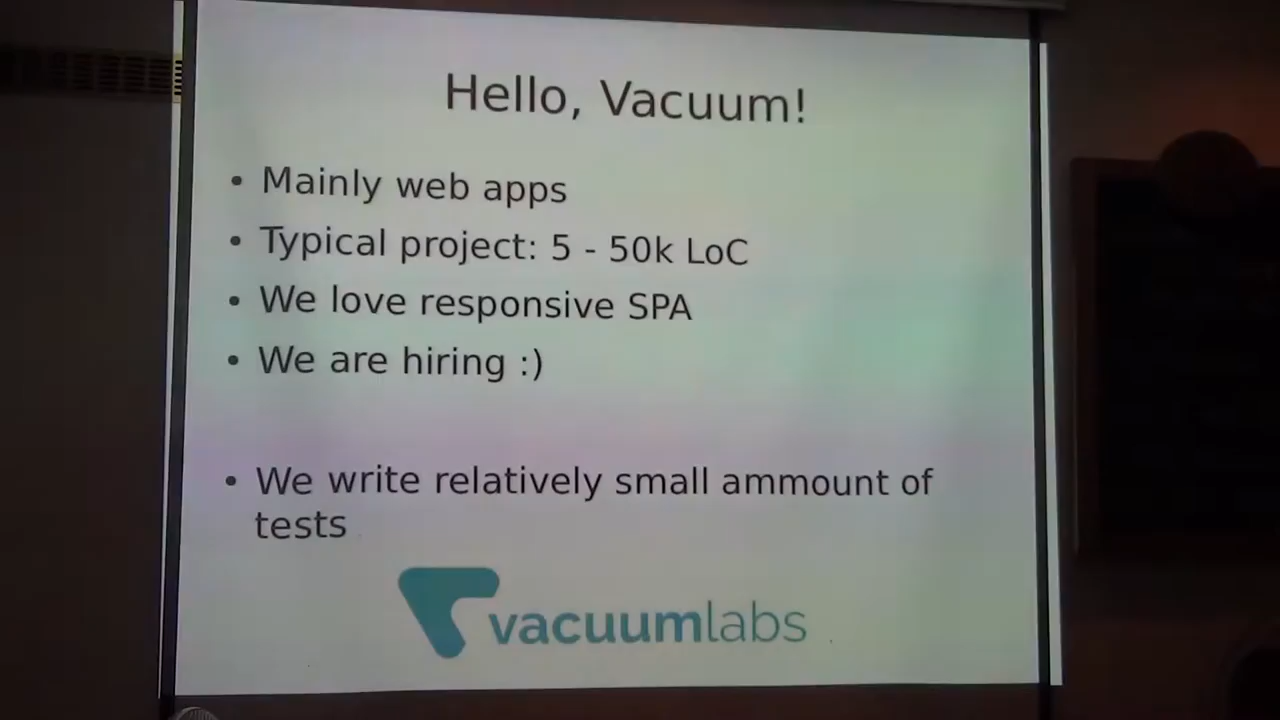 Hello, Vacuum!
• Mainly web apps
• Typical project: 5 - 50k LoC
• We love responsive SPA
• We are hiring :)
• We write relatively small ammount of
tests
vacuumlabs